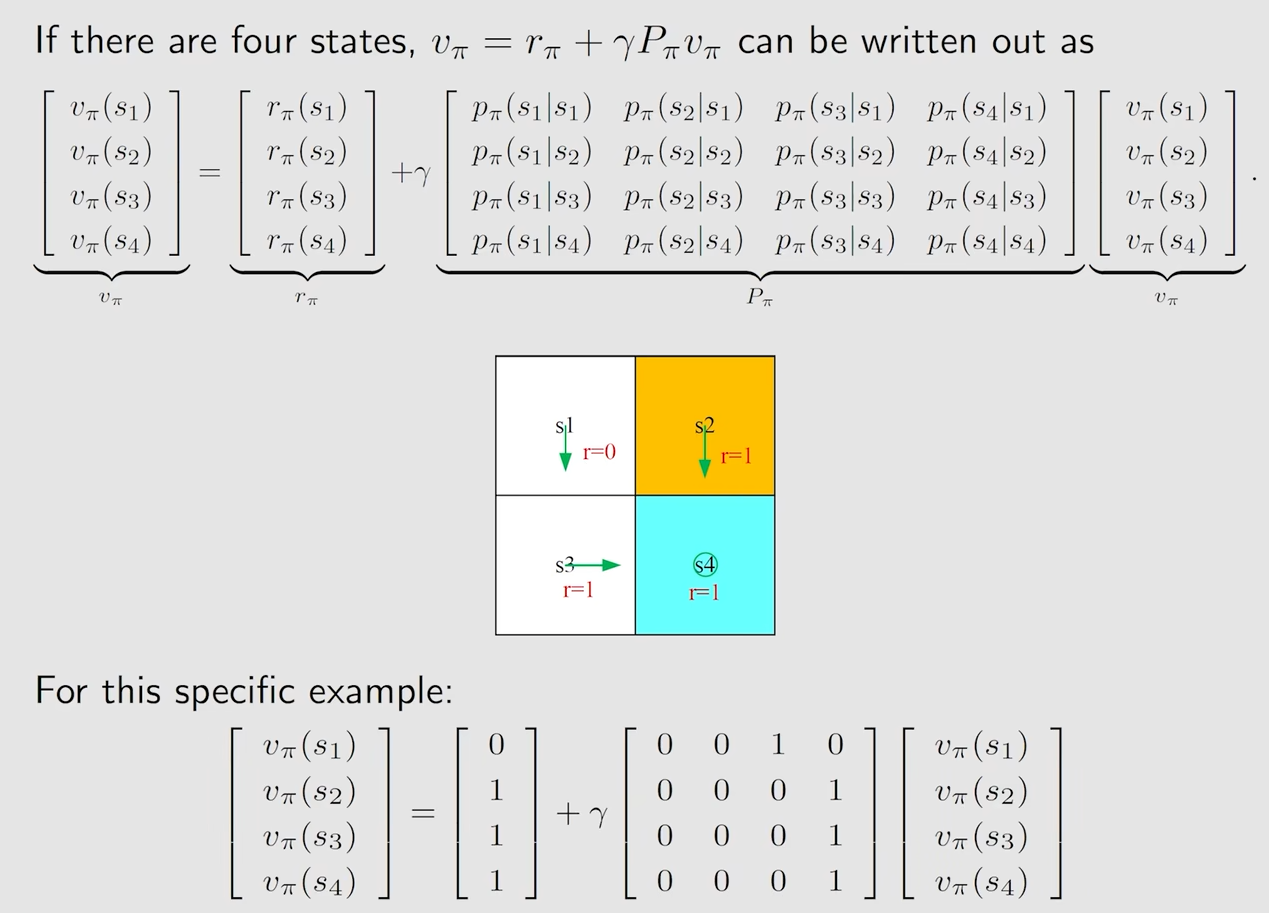 If there are four states, $v_\pi = r_\pi + \gamma P_\pi v_\pi$ can be written out as
$\underbrace{\begin{bmatrix} v_\pi(s_1) \\ v_\pi(s_2) \\ v_\pi(s_3) \\ v_\pi(s_4) \end{bmatrix}}_{v_\pi} = \underbrace{\begin{bmatrix} r_\pi(s_1) \\ r_\pi(s_2) \\ r_\pi(s_3) \\ r_\pi(s_4) \end{bmatrix}}_{r_\pi} + \gamma \underbrace{\begin{bmatrix} p_\pi(s_1|s_1) & p_\pi(s_2|s_1) & p_\pi(s_3|s_1) & p_\pi(s_4|s_1) \\ p_\pi(s_1|s_2) & p_\pi(s_2|s_2) & p_\pi(s_3|s_2) & p_\pi(s_4|s_2) \\ p_\pi(s_1|s_3) & p_\pi(s_2|s_3) & p_\pi(s_3|s_3) & p_\pi(s_4|s_3) \\ p_\pi(s_1|s_4) & p_\pi(s_2|s_4) & p_\pi(s_3|s_4) & p_\pi(s_4|s_4) \end{bmatrix}}_{P_\pi} \underbrace{\begin{bmatrix} v_\pi(s_1) \\ v_\pi(s_2) \\ v_\pi(s_3) \\ v_\pi(s_4) \end{bmatrix}}_{v_\pi}.$
s1
r=0
s2
r=1
s3
r=1
s4
r=1
For this specific example:
$\begin{bmatrix} v_\pi(s_1) \\ v_\pi(s_2) \\ v_\pi(s_3) \\ v_\pi(s_4) \end{bmatrix} = \begin{bmatrix} 0 \\ 1 \\ 1 \\ 1 \end{bmatrix} + \gamma \begin{bmatrix} 0 & 0 & 1 & 0 \\ 0 & 0 & 0 & 1 \\ 0 & 0 & 0 & 1 \\ 0 & 0 & 0 & 1 \end{bmatrix} \begin{bmatrix} v_\pi(s_1) \\ v_\pi(s_2) \\ v_\pi(s_3) \\ v_\pi(s_4) \end{bmatrix}$